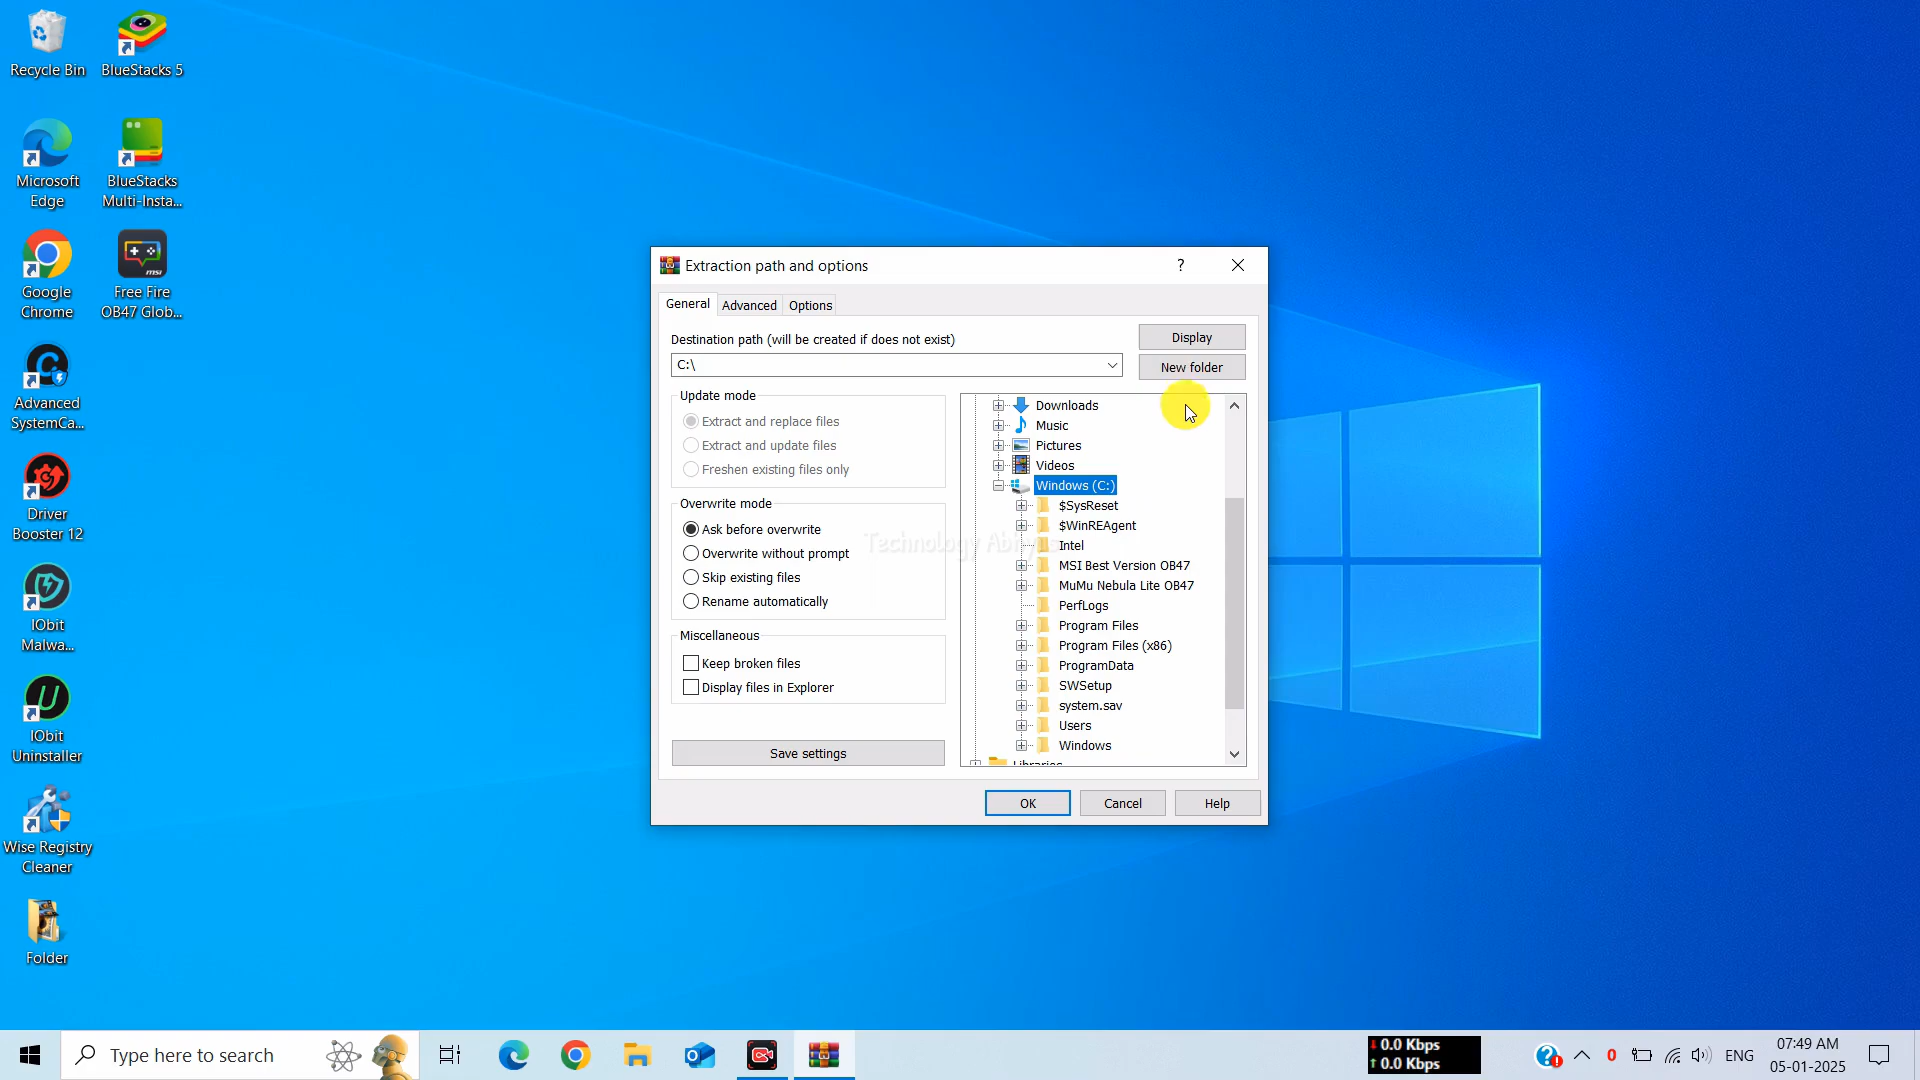 Recycle Bin
BlueStacks 5
Microsoft
Edge
BlueStacks
Multi-Insta...
Google
Chrome
Free Fire
OB47 Glob...
msi
Advanced
SystemCa...
Driver
Booster 12
IObit
Malwa...
IObit
Uninstaller
Wise Registry
Cleaner
Folder
Extraction path and options
?
General
Advanced
Options
Destination path (will be created if does not exist)
Display
C:\
New folder
Update mode
Extract and replace files
Extract and update files
Freshen existing files only
Overwrite mode
Ask before overwrite
Overwrite without prompt
Skip existing files
Rename automatically
Miscellaneous
Keep broken files
Display files in Explorer
Save settings
Downloads
Music
Pictures
Videos
Windows (C:)
$SysReset
$WinREAgent
Intel
MSI Best Version OB47
MuMu Nebula Lite OB47
PerfLogs
Program Files
Program Files (x86)
ProgramData
SWSetup
system.sav
Users
Windows
Libraries
Technology
OK
Cancel
Help
Type here to search
0.0 Kbps
0.0 Kbps
0
ENG
07:49 AM
05-01-2025